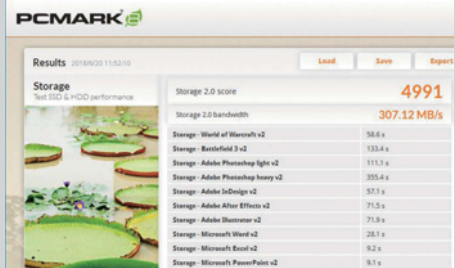 PCMARK 8
Results 2018/6/20 11:52:10
Load Save Export
Storage
Test SSD & HDD performance
Storage 2.0 score 4991
Storage 2.0 bandwidth 307.12 MB/s
Storage - World of Warcraft v2 58.6 s
Storage - Battlefield 3 v2 133.4 s
Storage - Adobe Photoshop light v2 111.1 s
Storage - Adobe Photoshop heavy v2 355.4 s
Storage - Adobe InDesign v2 57.1 s
Storage - Adobe After Effects v2 71.5 s
Storage - Adobe Illustrator v2 71.9 s
Storage - Microsoft Word v2 28.1 s
Storage - Microsoft Excel v2 9.2 s
Storage - Microsoft PowerPoint v2 9.1 s